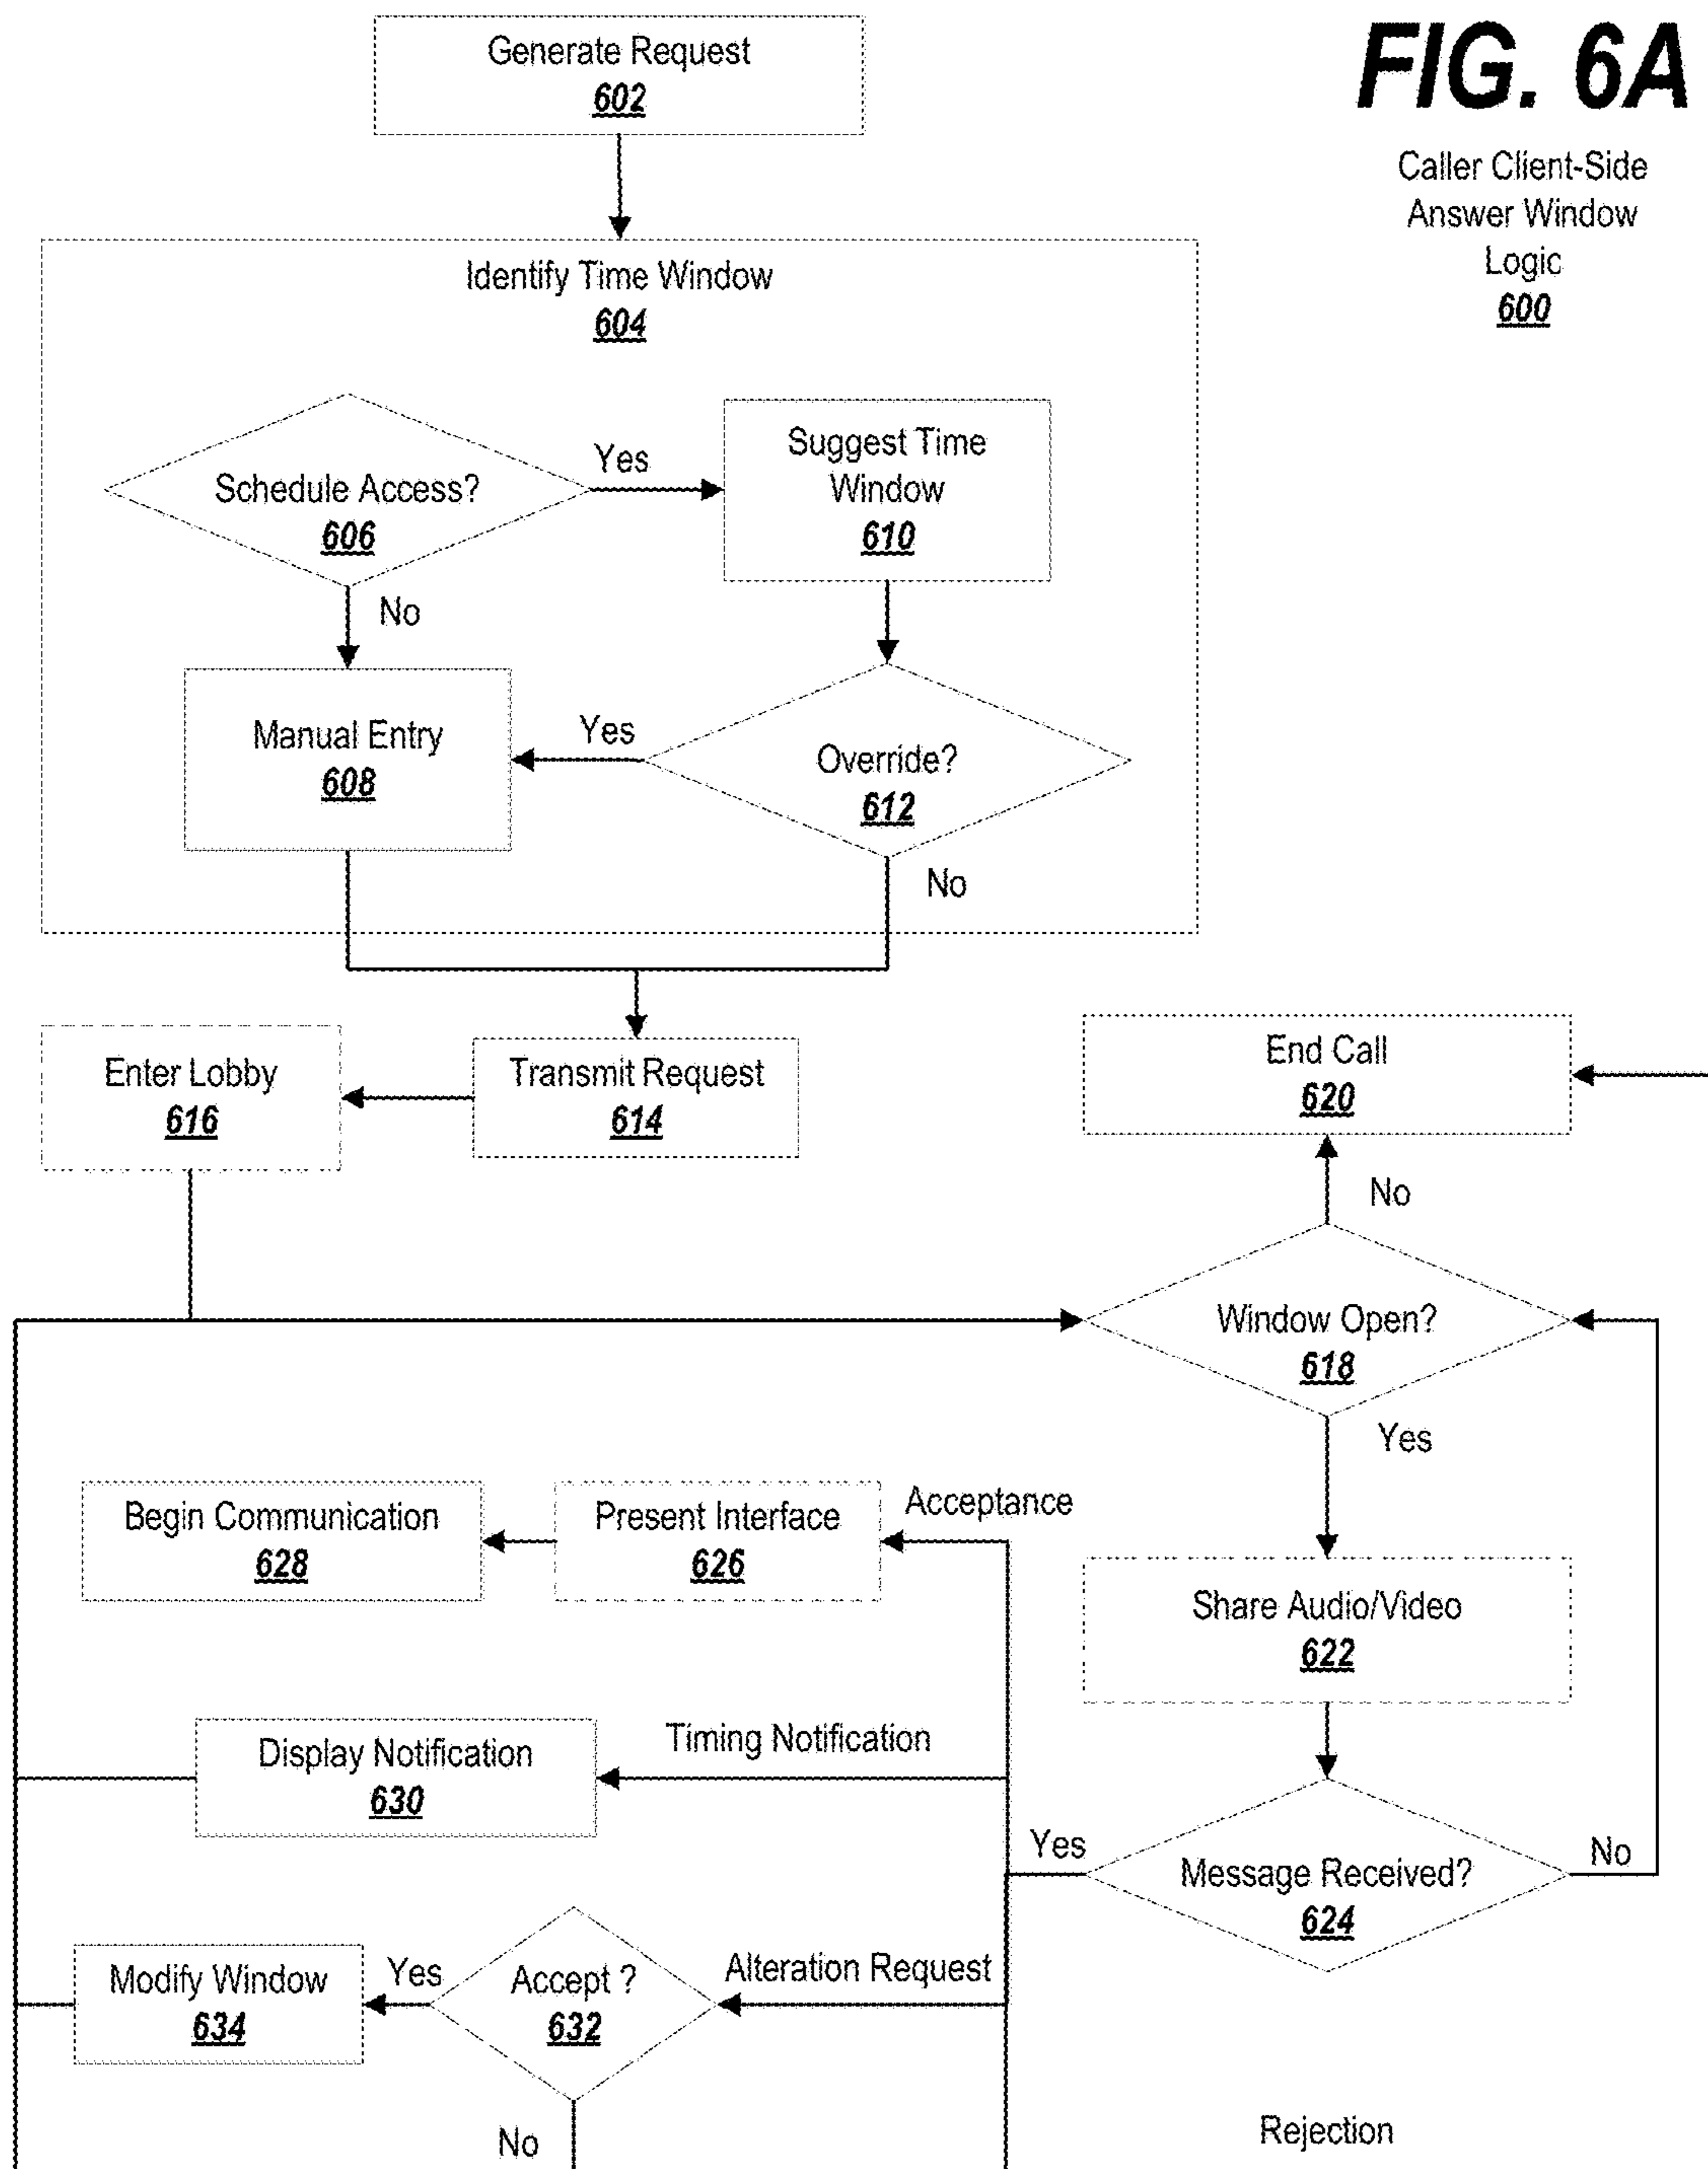 FIG. 6A
Caller Client-Side
Answer Window
Logic
600
Generate Request
602
Identify Time Window
604
Schedule Access?
606
Yes
No
Suggest Time
Window
610
Manual Entry
608
Yes
Override?
612
No
Enter Lobby
616
Transmit Request
614
End Call
620
No
Window Open?
618
Yes
Begin Communication
628
Present Interface
626
Acceptance
Share Audio/Video
622
Display Notification
630
Timing Notification
Yes
Message Received?
624
No
Modify Window
634
Yes
Accept ?
632
Alteration Request
No
Rejection